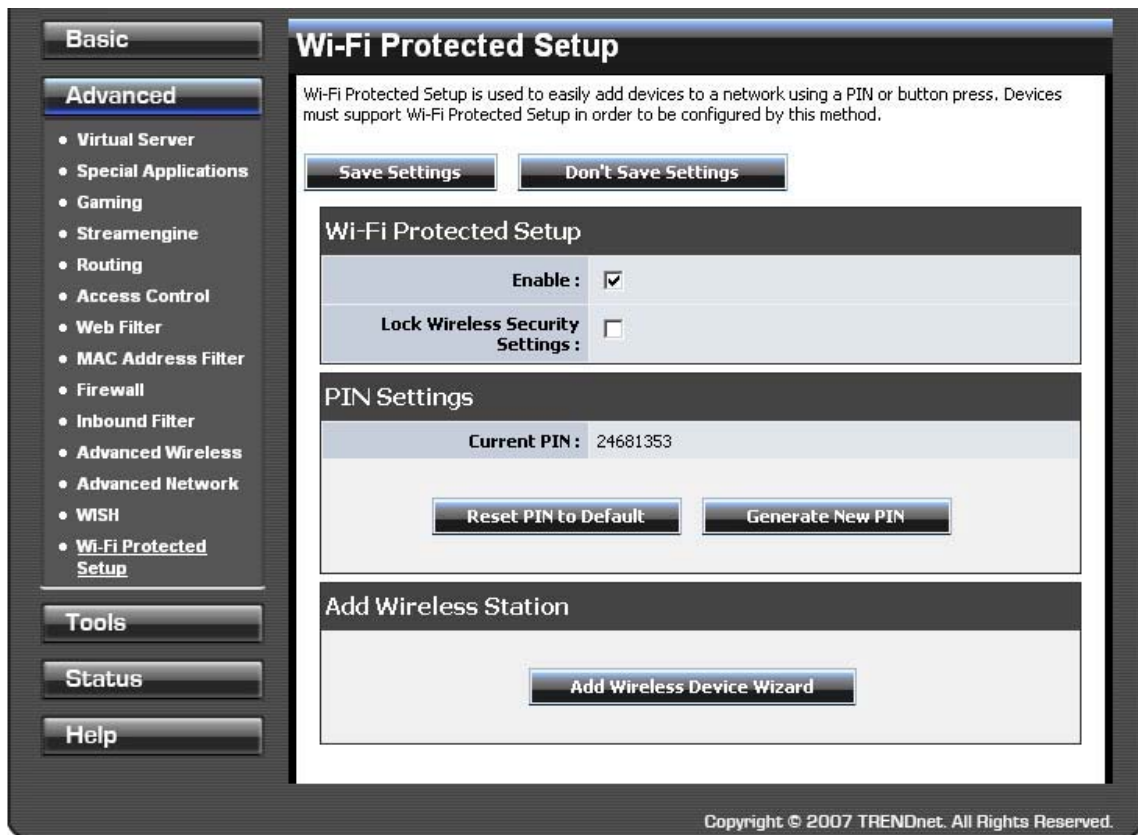 Basic
Advanced
Virtual Server
Special Applications
Gaming
Streamengine
Routing
Access Control
Web Filter
MAC Address Filter
Firewall
Inbound Filter
Advanced Wireless
Advanced Network
WISH
Wi-Fi Protected
Setup
Tools
Status
Help
Wi-Fi Protected Setup
Wi-Fi Protected Setup is used to easily add devices to a network using a PIN or button press. Devices
must support Wi-Fi Protected Setup in order to be configured by this method.
Save Settings Don't Save Settings
Wi-Fi Protected Setup
Enable :
Lock Wireless Security
Settings :
PIN Settings
Current PIN : 24681353
Reset PIN to Default Generate New PIN
Add Wireless Station
Add Wireless Device Wizard
Copyright © 2007 TRENDnet. All Rights Reserved.